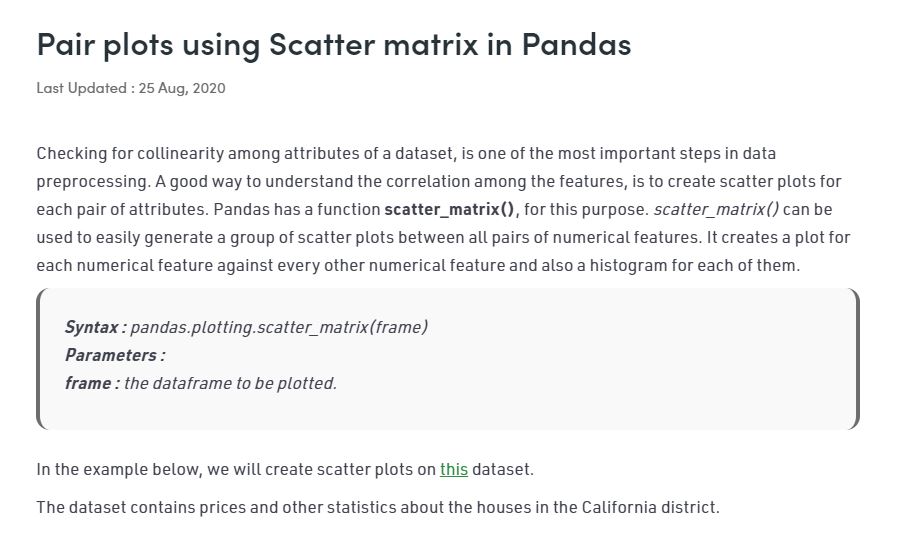 Pair plots using Scatter matrix in Pandas
Last Updated : 25 Aug, 2020
Checking for collinearity among attributes of a dataset, is one of the most important steps in data
preprocessing. A good way to understand the correlation among the features, is to create scatter plots for
each pair of attributes. Pandas has a function scatter_matrix(), for this purpose. scatter_matrix() can be
used to easily generate a group of scatter plots between all pairs of numerical features. It creates a plot for
each numerical feature against every other numerical feature and also a histogram for each of them.
Syntax : pandas.plotting.scatter_matrix(frame)
Parameters :
frame : the dataframe to be plotted.
In the example below, we will create scatter plots on this dataset.
The dataset contains prices and other statistics about the houses in the California district.